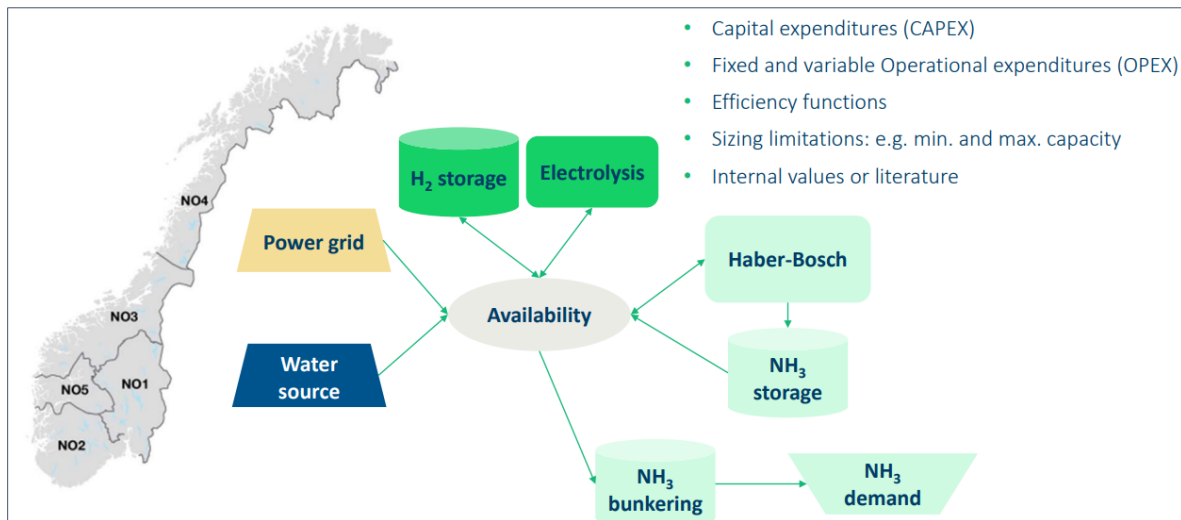 • Capital expenditures (CAPEX)
• Fixed and variable Operational expenditures (OPEX)
• Efficiency functions
• Sizing limitations: e.g. min. and max. capacity
• Internal values or literature
H₂ storage
Electrolysis
NO4
Power grid
Haber-Bosch
Availability
NO3
Water
source
NH₃
storage
NO5
NO1
NO2
NH₃
bunkering
NH₃
demand